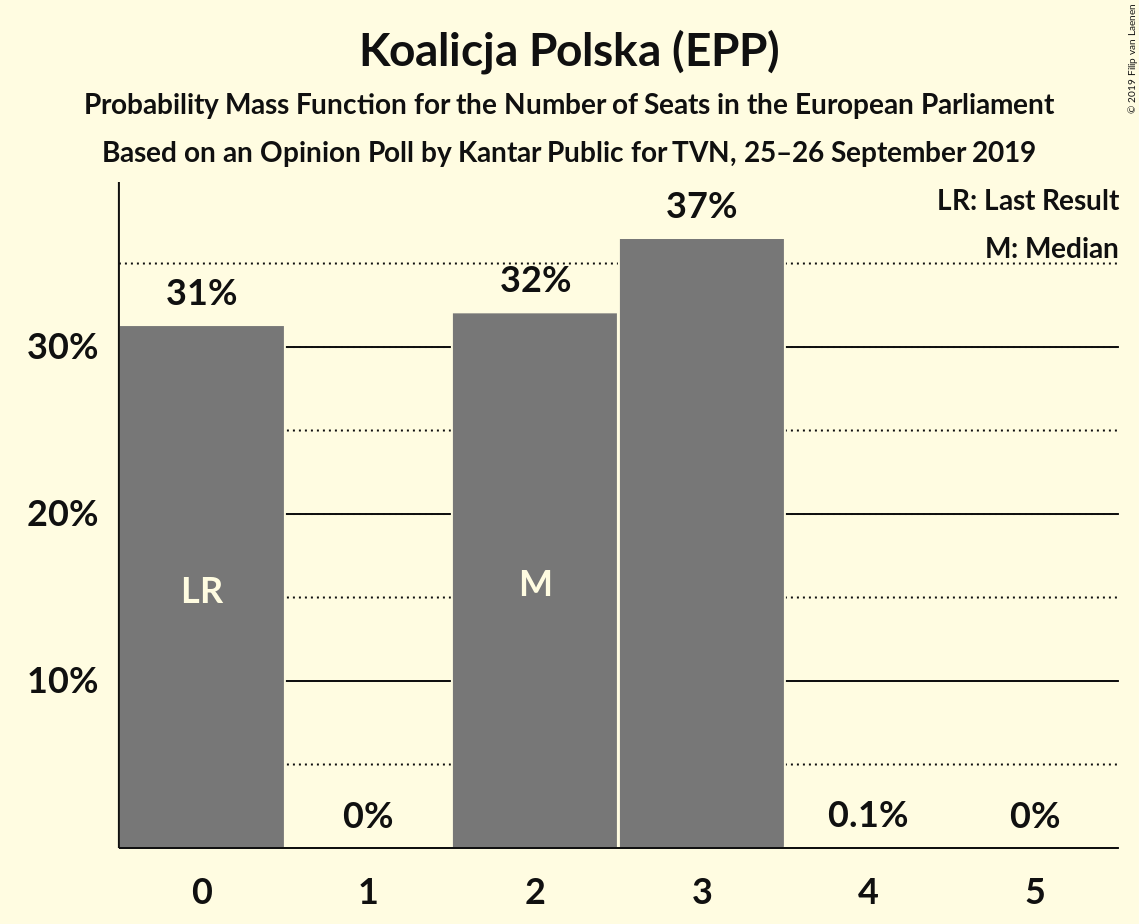 Koalicja Polska (EPP)
Probability Mass Function for the Number of Seats in the European Parliament
Based on an Opinion Poll by Kantar Public for TVN, 25–26 September 2019
© 2019 Filip van Laenen
LR: Last Result
M: Median
37%
32%
31%
30%
20%
10%
LR
M
0%
0.1%
0%
0 1 2 3 4 5